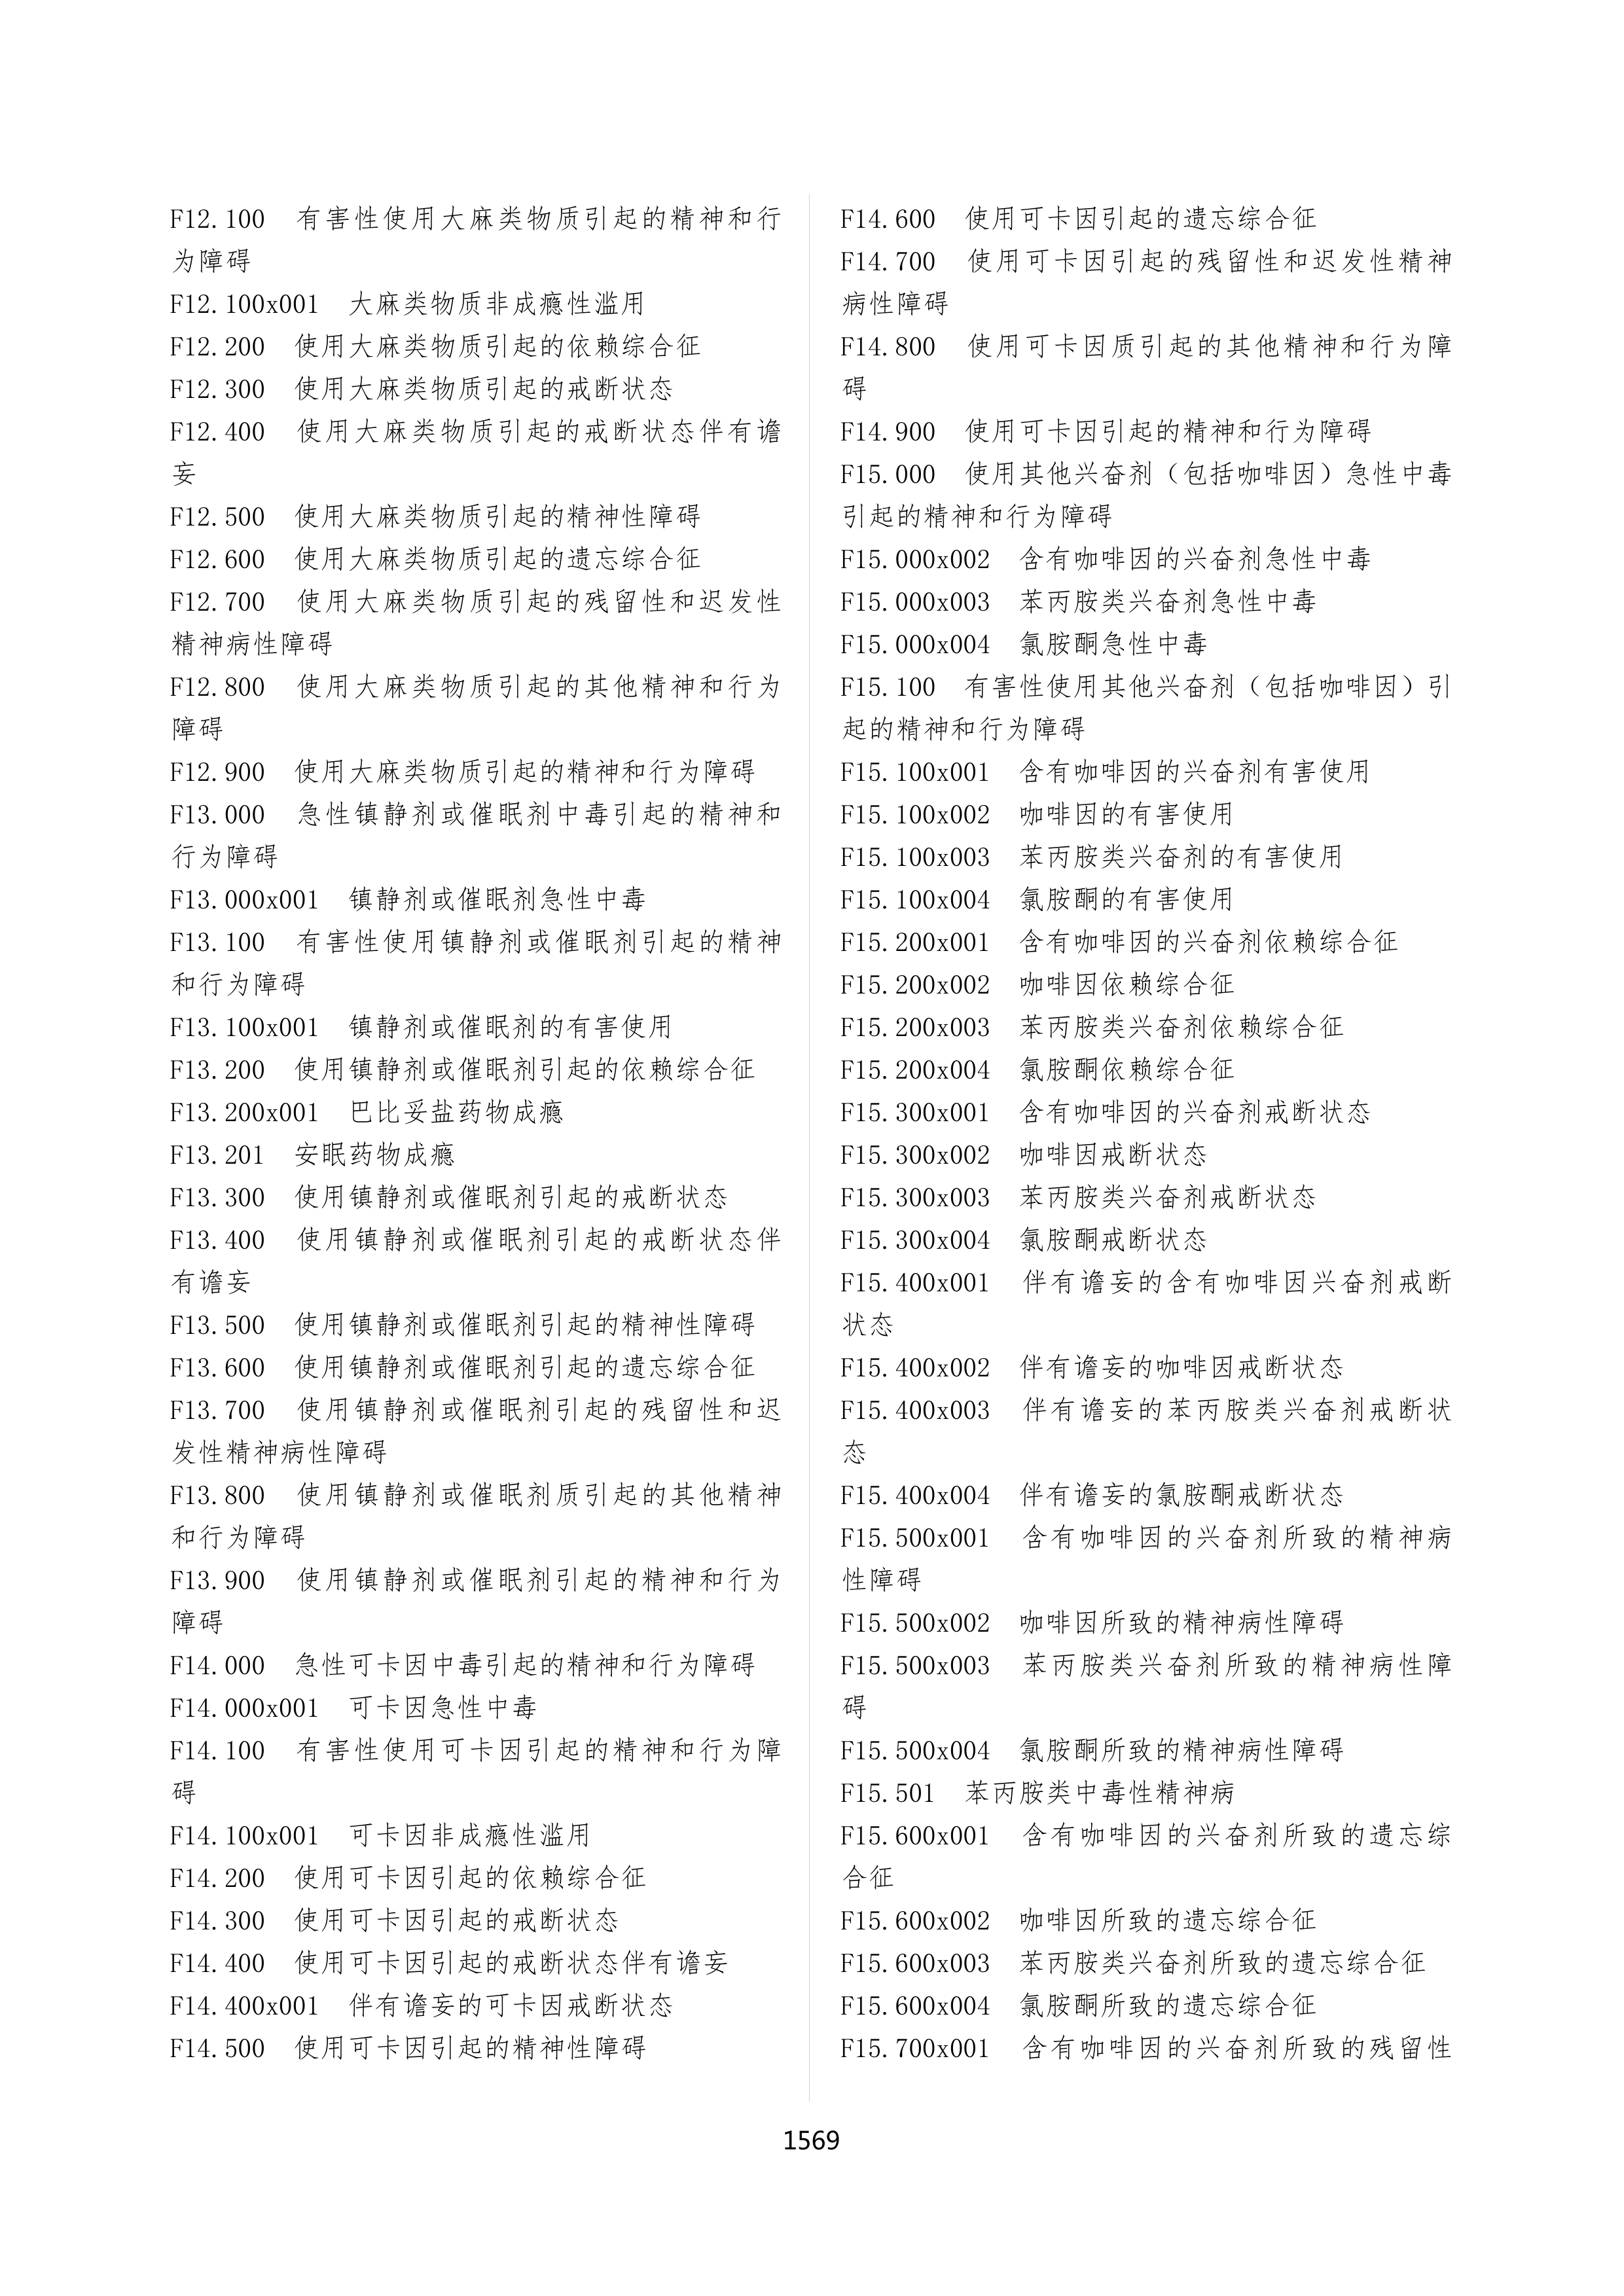 F12.100　有害性使用大麻类物质引起的精神和行
为障碍
F12.100x001　大麻类物质非成瘾性滥用
F12.200　使用大麻类物质引起的依赖综合征
F12.300　使用大麻类物质引起的戒断状态
F12.400　使用大麻类物质引起的戒断状态伴有谵
妄
F12.500　使用大麻类物质引起的精神性障碍
F12.600　使用大麻类物质引起的遗忘综合征
F12.700　使用大麻类物质引起的残留性和迟发性
精神病性障碍
F12.800　使用大麻类物质引起的其他精神和行为
障碍
F12.900　使用大麻类物质引起的精神和行为障碍
F13.000　急性镇静剂或催眠剂中毒引起的精神和
行为障碍
F13.000x001　镇静剂或催眠剂急性中毒
F13.100　有害性使用镇静剂或催眠剂引起的精神
和行为障碍
F13.100x001　镇静剂或催眠剂的有害使用
F13.200　使用镇静剂或催眠剂引起的依赖综合征
F13.200x001　巴比妥盐药物成瘾
F13.201　安眠药物成瘾
F13.300　使用镇静剂或催眠剂引起的戒断状态
F13.400　使用镇静剂或催眠剂引起的戒断状态伴
有谵妄
F13.500　使用镇静剂或催眠剂引起的精神性障碍
F13.600　使用镇静剂或催眠剂引起的遗忘综合征
F13.700　使用镇静剂或催眠剂引起的残留性和迟
发性精神病性障碍
F13.800　使用镇静剂或催眠剂质引起的其他精神
和行为障碍
F13.900　使用镇静剂或催眠剂引起的精神和行为
障碍
F14.000　急性可卡因中毒引起的精神和行为障碍
F14.000x001　可卡因急性中毒
F14.100　有害性使用可卡因引起的精神和行为障
碍
F14.100x001　可卡因非成瘾性滥用
F14.200　使用可卡因引起的依赖综合征
F14.300　使用可卡因引起的戒断状态
F14.400　使用可卡因引起的戒断状态伴有谵妄
F14.400x001　伴有谵妄的可卡因戒断状态
F14.500　使用可卡因引起的精神性障碍
F14.600　使用可卡因引起的遗忘综合征
F14.700　使用可卡因引起的残留性和迟发性精神
病性障碍
F14.800　使用可卡因质引起的其他精神和行为障
碍
F14.900　使用可卡因引起的精神和行为障碍
F15.000　使用其他兴奋剂（包括咖啡因）急性中毒
引起的精神和行为障碍
F15.000x002　含有咖啡因的兴奋剂急性中毒
F15.000x003　苯丙胺类兴奋剂急性中毒
F15.000x004　氯胺酮急性中毒
F15.100　有害性使用其他兴奋剂（包括咖啡因）引
起的精神和行为障碍
F15.100x001　含有咖啡因的兴奋剂有害使用
F15.100x002　咖啡因的有害使用
F15.100x003　苯丙胺类兴奋剂的有害使用
F15.100x004　氯胺酮的有害使用
F15.200x001　含有咖啡因的兴奋剂依赖综合征
F15.200x002　咖啡因依赖综合征
F15.200x003　苯丙胺类兴奋剂依赖综合征
F15.200x004　氯胺酮依赖综合征
F15.300x001　含有咖啡因的兴奋剂戒断状态
F15.300x002　咖啡因戒断状态
F15.300x003　苯丙胺类兴奋剂戒断状态
F15.300x004　氯胺酮戒断状态
F15.400x001　伴有谵妄的含有咖啡因兴奋剂戒断
状态
F15.400x002　伴有谵妄的咖啡因戒断状态
F15.400x003　伴有谵妄的苯丙胺类兴奋剂戒断状
态
F15.400x004　伴有谵妄的氯胺酮戒断状态
F15.500x001　含有咖啡因的兴奋剂所致的精神病
性障碍
F15.500x002　咖啡因所致的精神病性障碍
F15.500x003　苯丙胺类兴奋剂所致的精神病性障
碍
F15.500x004　氯胺酮所致的精神病性障碍
F15.501　苯丙胺类中毒性精神病
F15.600x001　含有咖啡因的兴奋剂所致的遗忘综
合征
F15.600x002　咖啡因所致的遗忘综合征
F15.600x003　苯丙胺类兴奋剂所致的遗忘综合征
F15.600x004　氯胺酮所致的遗忘综合征
F15.700x001　含有咖啡因的兴奋剂所致的残留性
1569